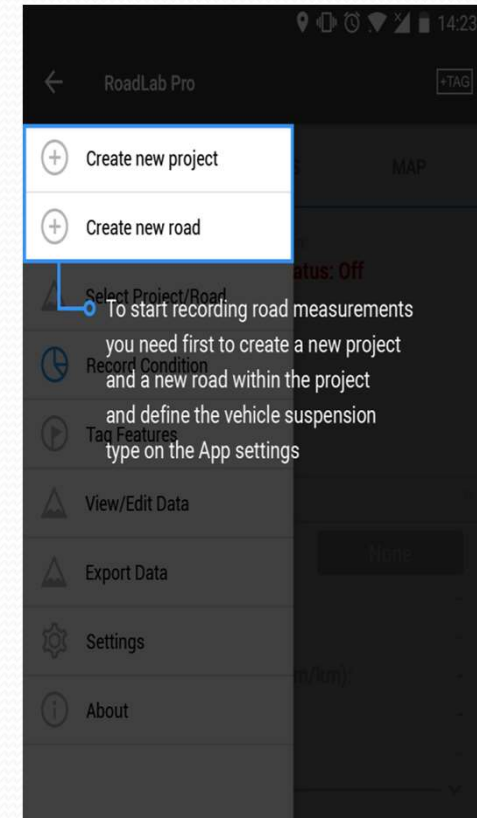 14:23
RoadLab Pro
+TAG
Create new project
MAP
Create new road
atus: Off
Select Project/Road
To start recording road measurements
you need first to create a new project
Record Condition
and a new road within the project
and define the vehicle suspension
Tag Features
type on the App settings
View/Edit Data
None
Export Data
Settings
m/km):
About